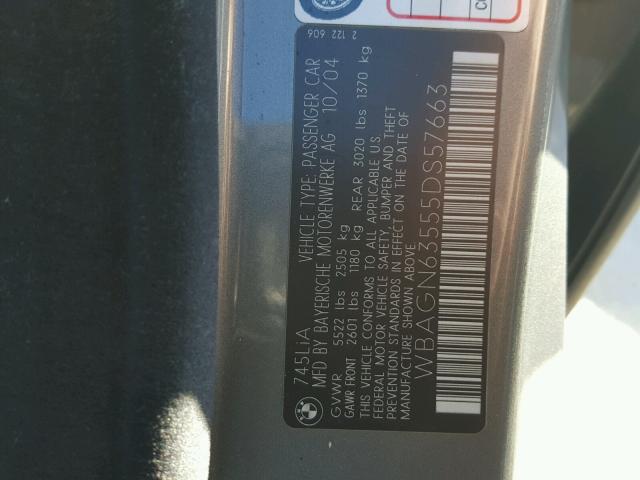 745LiA VEHICLE TYPE: PASSENGER CAR
MFD BY BAYERISCHE MOTORENWERKE AG 10/04
GVWR 5522 lbs 2505 kg
GAWR FRONT 2601 lbs 1180 kg REAR 3020 lbs 1370 kg
THIS VEHICLE CONFORMS TO ALL APPLICABLE US
FEDERAL MOTOR VEHICLE SAFETY, BUMPER AND THEFT
PREVENTION STANDARDS IN EFFECT ON THE DATE OF
MANUFACTURE SHOWN ABOVE
WBAGN63555DS57663
2 122 606